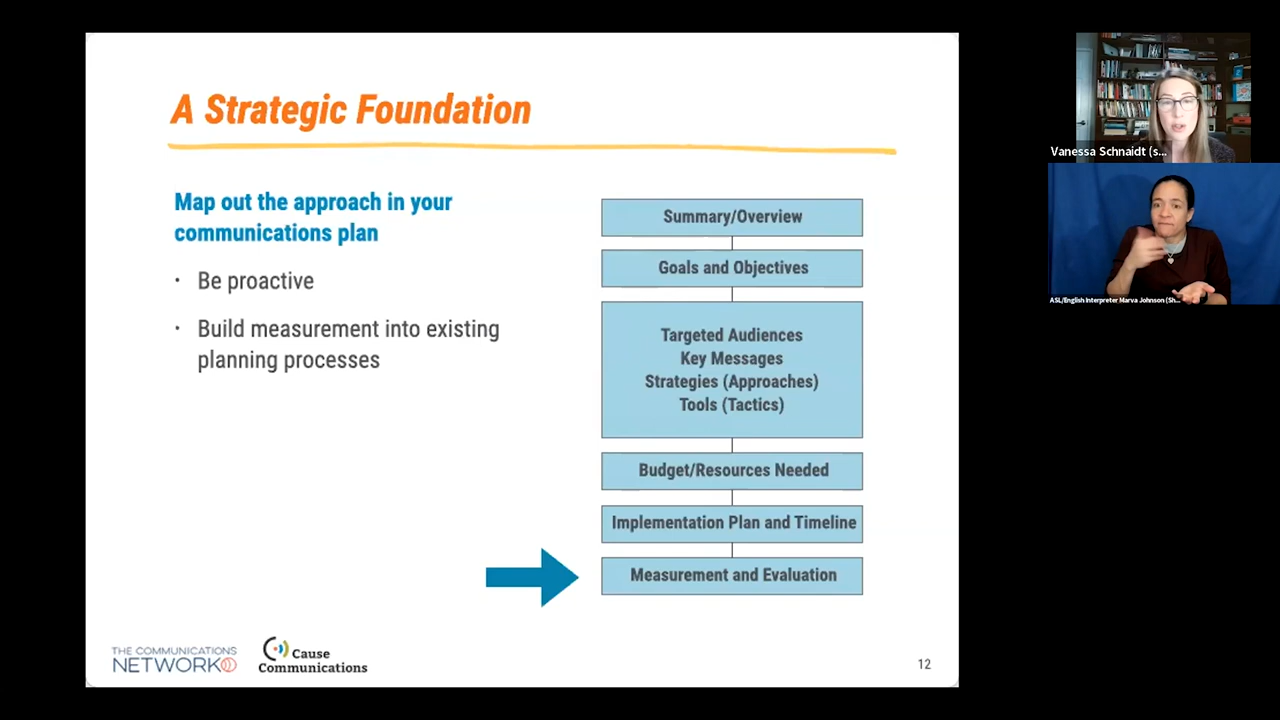 A Strategic Foundation
Map out the approach in your
communications plan
· Be proactive
· Build measurement into existing
planning processes
Summary/Overview
Goals and Objectives
Targeted Audiences
Key Messages
Strategies (Approaches)
Tools (Tactics)
Budget/Resources Needed
Implementation Plan and Timeline
Measurement and Evaluation
THE COMMUNICATIONS
NETWORK
Cause
Communications
12
Vanessa Schnaidt (s...
ASL/English Interpreter Marva Johnson (Sh...